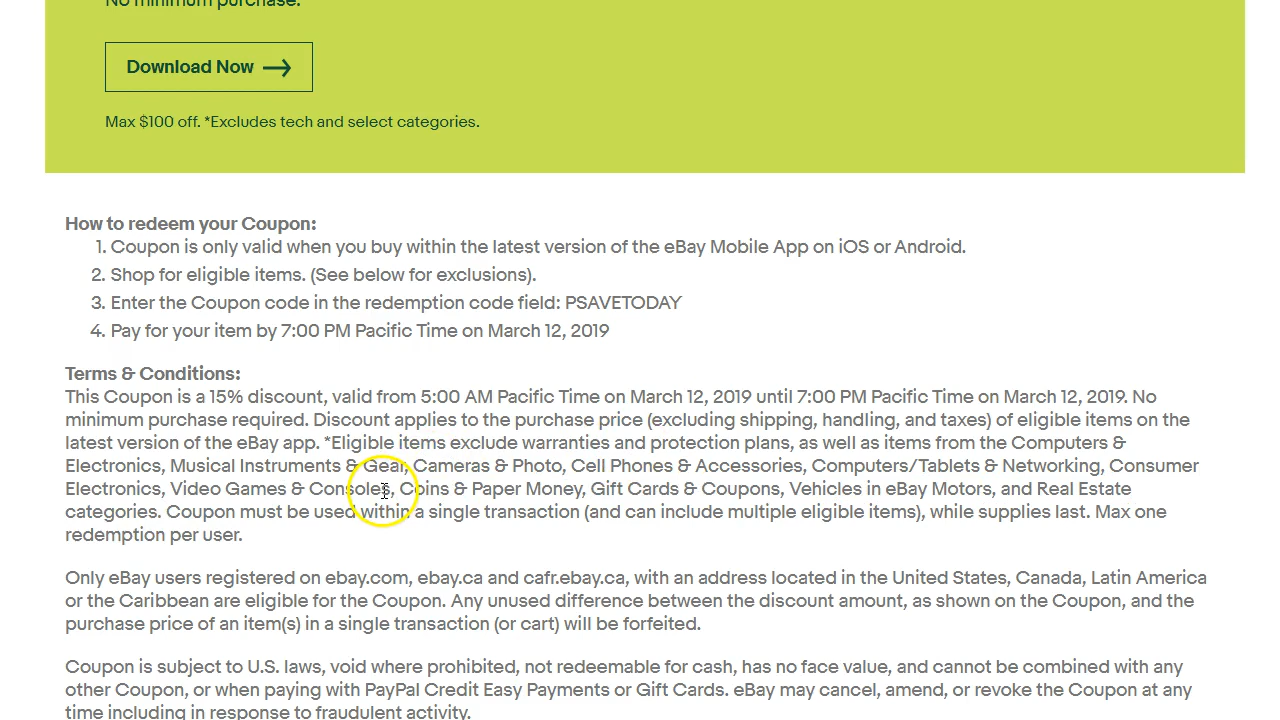 No minimum purchase.
Download Now
Max $100 off. *Excludes tech and select categories.
How to redeem your Coupon:
1. Coupon is only valid when you buy within the latest version of the eBay Mobile App on iOS or Android.
2. Shop for eligible items. (See below for exclusions).
3. Enter the Coupon code in the redemption code field: PSAVETODAY
4. Pay for your item by 7:00 PM Pacific Time on March 12, 2019
Terms & Conditions:
This Coupon is a 15% discount, valid from 5:00 AM Pacific Time on March 12, 2019 until 7:00 PM Pacific Time on March 12, 2019. No
minimum purchase required. Discount applies to the purchase price (excluding shipping, handling, and taxes) of eligible items on the
latest version of the eBay app. *Eligible items exclude warranties and protection plans, as well as items from the Computers &
Electronics, Musical Instruments & Gear, Cameras & Photo, Cell Phones & Accessories, Computers/Tablets & Networking, Consumer
Electronics, Video Games & Consoles, Coins & Paper Money, Gift Cards & Coupons, Vehicles in eBay Motors, and Real Estate
categories. Coupon must be used within a single transaction (and can include multiple eligible items), while supplies last. Max one
redemption per user.
Only eBay users registered on ebay.com, ebay.ca and cafr.ebay.ca, with an address located in the United States, Canada, Latin America
or the Caribbean are eligible for the Coupon. Any unused difference between the discount amount, as shown on the Coupon, and the
purchase price of an item(s) in a single transaction (or cart) will be forfeited.
Coupon is subject to U.S. laws, void where prohibited, not redeemable for cash, has no face value, and cannot be combined with any
other Coupon, or when paying with PayPal Credit Easy Payments or Gift Cards. eBay may cancel, amend, or revoke the Coupon at any
time including in response to fraudulent activity.